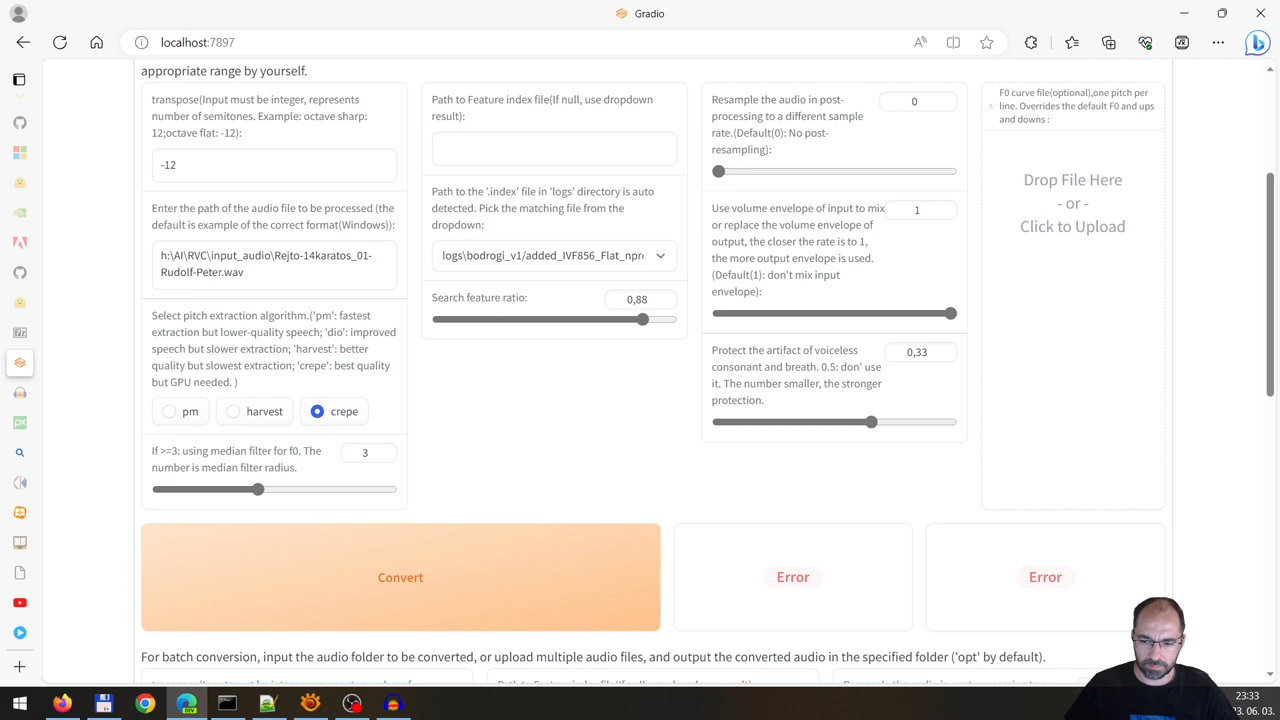 Gradio
localhost:7897
appropriate range by yourself.
transpose(Input must be integer, represents
number of semitones. Example: octave sharp:
12;octave flat: -12):
-12
Enter the path of the audio file to be processed (the
default is example of the correct format(Windows)):
h:\AI\RVC\input_audio\Rejto-14karatos_01-
Rudolf-Peter.wav
Select pitch extraction algorithm.('pm': fastest
extraction but lower-quality speech; 'dio': improved
speech but slower extraction; 'harvest': better
quality but slowest extraction; 'crepe': best quality
but GPU needed. )
pm
harvest
crepe
If >=3: using median filter for f0. The
number is median filter radius.
3
Path to Feature index file(If null, use dropdown
result):
Path to the '.index' file in 'logs' directory is auto
detected. Pick the matching file from the
dropdown:
logs\bodrogi_v1/added_IVF856_Flat_npr
Search feature ratio:
0,88
Resample the audio in post-
processing to a different sample
rate.(Default(0): No post-
resampling):
0
Use volume envelope of input to mix
or replace the volume envelope of
output, the closer the rate is to 1,
the more output envelope is used.
(Default(1): don't mix input
envelope):
1
Protect the artifact of voiceless
consonant and breath. 0.5: don' use
it. The number smaller, the stronger
protection.
0,33
F0 curve file(optional),one pitch per
line. Overrides the default F0 and ups
and downs :
Drop File Here
- or -
Click to Upload
Convert
Error
Error
For batch conversion, input the audio folder to be converted, or upload multiple audio files, and output the converted audio in the specified folder ('opt' by default).
23:33
23. 06. 03.